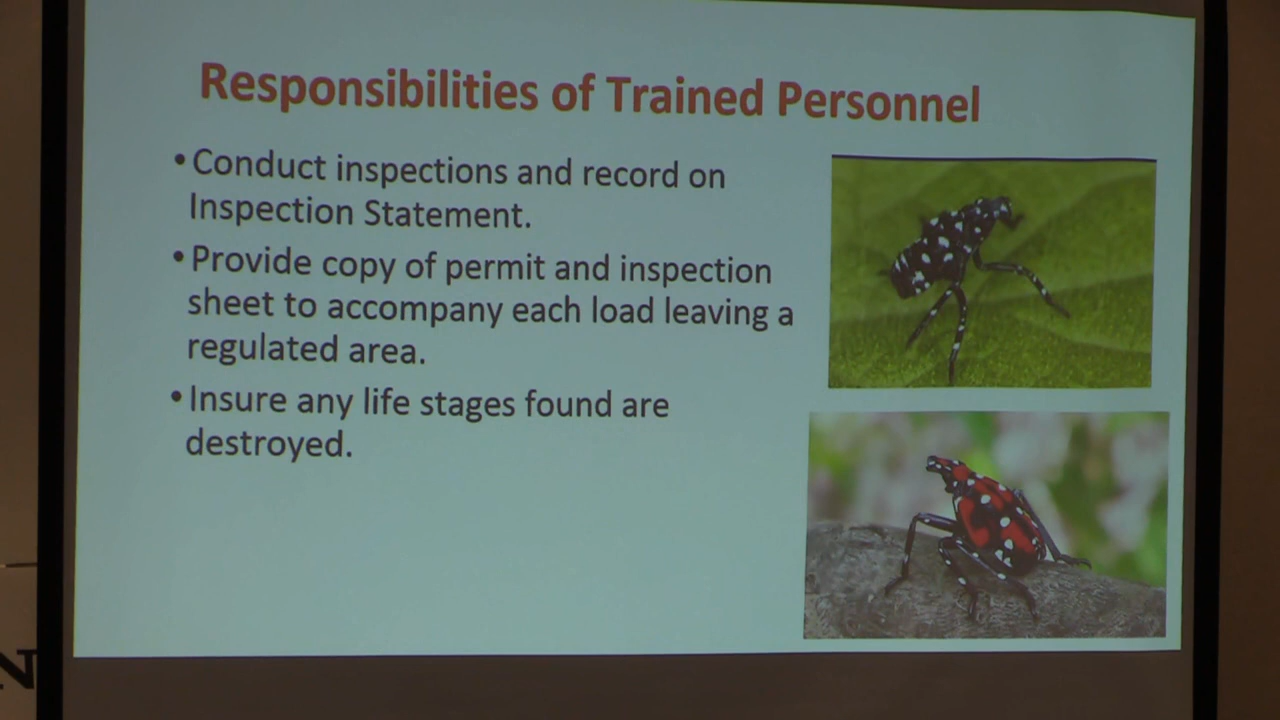 Responsibilities of Trained Personnel
•Conduct inspections and record on
Inspection Statement.
•Provide copy of permit and inspection
sheet to accompany each load leaving a
regulated area.
•Insure any life stages found are
destroyed.
N